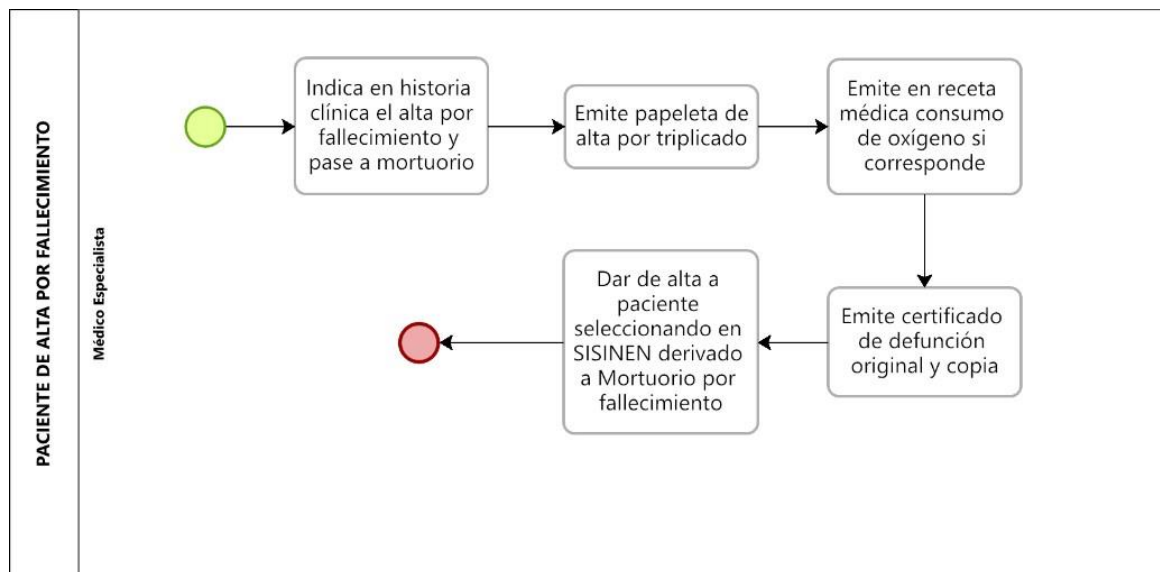 PACIENTE DE ALTA POR FALLECIMIENTO
Médico Especialista
Indica en historia
clínica el alta por
fallecimiento y
pase a mortuorio
Emite papeleta de
alta por triplicado
Emite en receta
médica consumo
de oxígeno si
corresponde
Emite certificado
de defunción
original y copia
Dar de alta a
paciente
seleccionando en
SISINEN derivado
a Mortuorio por
fallecimiento